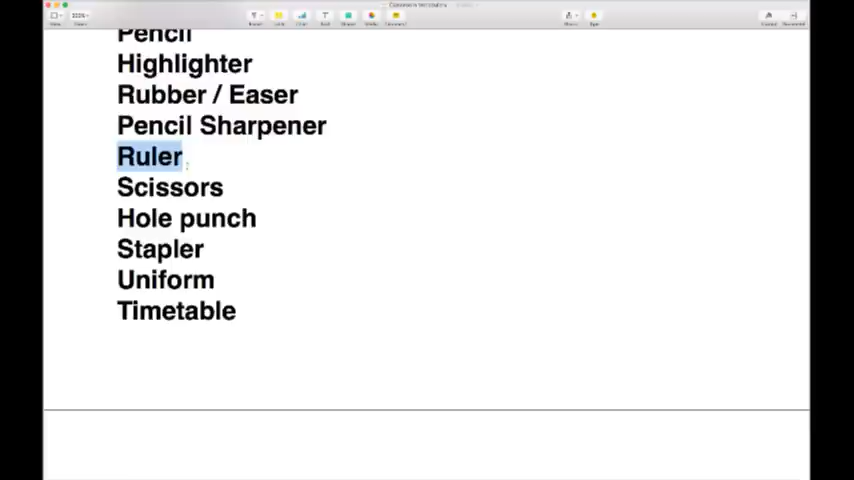 Pencil
Highlighter
Rubber / Easer
Pencil Sharpener
Ruler
Scissors
Hole punch
Stapler
Uniform
Timetable